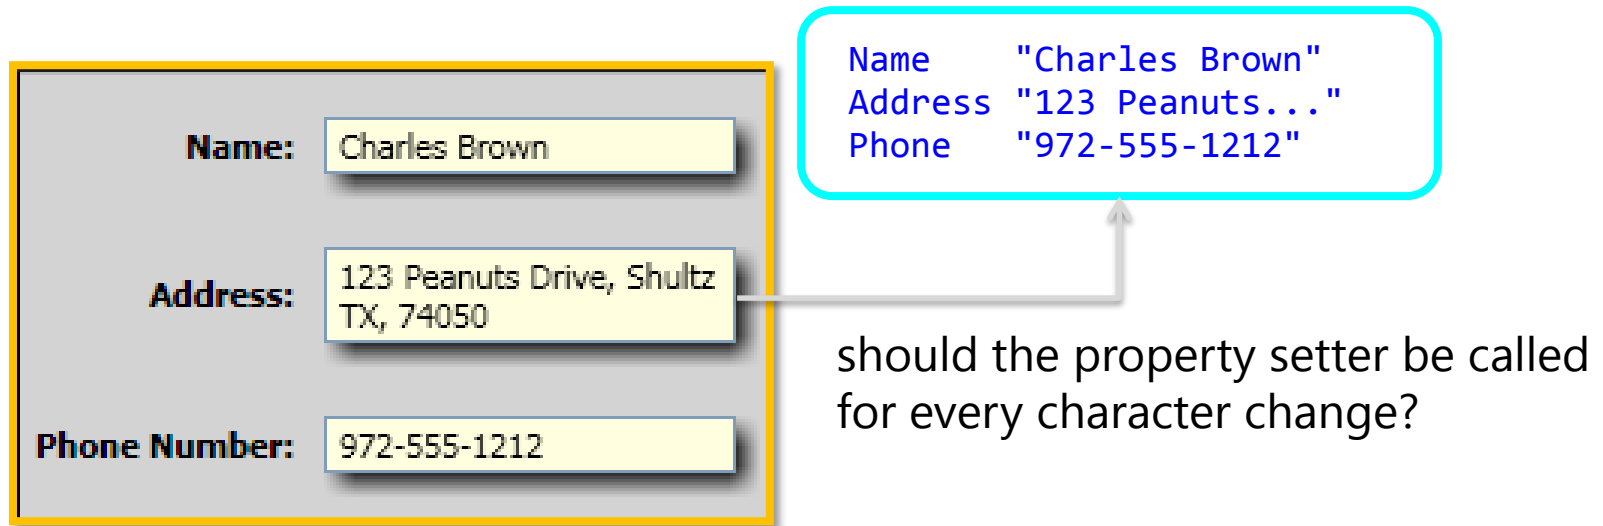 Name "Charles Brown"
Address "123 Peanuts..."
Phone "972-555-1212"
Name: Charles Brown
Address: 123 Peanuts Drive, Shultz
TX, 74050
Phone Number: 972-555-1212
should the property setter be called
for every character change?